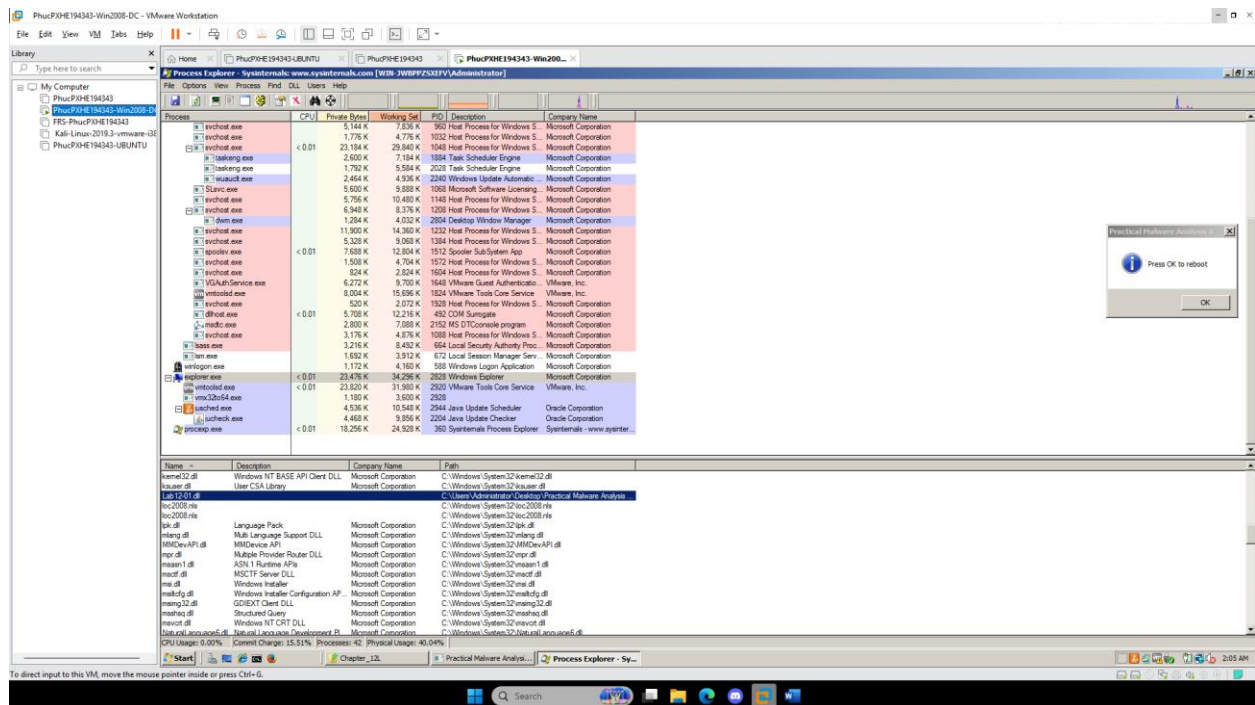 PhucPXHE194343-Win2008-DC - VMware Workstation
File Edit View VM Tabs Help
Library
Type here to search
My Computer
PhucPXHE194343
PhucPXHE194343-Win2008-D
FRS-PhucPXHE194343
Kali-Linux-2019.3-vmware-i38
PhucPXHE194343-UBUNTU
Home PhucPXHE194343-UBUNTU PhucPXHE194343 PhucPXHE194343-Win200...
Process Explorer - Sysinternals: www.sysinternals.com [WIN-JWBPPZSXEFV\Administrator]
File Options View Process Find DLL Users Help
Process CPU Private Bytes Working Set PID Description Company Name
svchost.exe 5,144 K 7,836 K 960 Host Process for Windows S... Microsoft Corporation
svchost.exe 1,776 K 4,776 K 1032 Host Process for Windows S... Microsoft Corporation
svchost.exe < 0.01 23,184 K 29,840 K 1048 Host Process for Windows S... Microsoft Corporation
taskeng.exe 2,600 K 7,184 K 1884 Task Scheduler Engine Microsoft Corporation
taskeng.exe 1,792 K 5,584 K 2028 Task Scheduler Engine Microsoft Corporation
wuauclt.exe 2,464 K 4,936 K 2240 Windows Update Automatic ... Microsoft Corporation
SLsvc.exe 5,600 K 9,888 K 1068 Microsoft Software Licensing... Microsoft Corporation
svchost.exe 5,756 K 10,480 K 1148 Host Process for Windows S... Microsoft Corporation
svchost.exe 6,948 K 8,376 K 1208 Host Process for Windows S... Microsoft Corporation
dwm.exe 1,284 K 4,032 K 2804 Desktop Window Manager Microsoft Corporation
svchost.exe 11,900 K 14,360 K 1232 Host Process for Windows S... Microsoft Corporation
svchost.exe 5,328 K 9,068 K 1384 Host Process for Windows S... Microsoft Corporation
spoolsv.exe < 0.01 7,688 K 12,804 K 1512 Spooler SubSystem App Microsoft Corporation
svchost.exe 1,508 K 4,704 K 1572 Host Process for Windows S... Microsoft Corporation
svchost.exe 824 K 2,824 K 1604 Host Process for Windows S... Microsoft Corporation
VGAuthService.exe 6,272 K 9,700 K 1648 VMware Guest Authenticatio... VMware, Inc.
vmtoolsd.exe 8,004 K 15,696 K 1824 VMware Tools Core Service VMware, Inc.
svchost.exe 520 K 2,072 K 1928 Host Process for Windows S... Microsoft Corporation
dllhost.exe < 0.01 5,708 K 12,216 K 492 COM Surrogate Microsoft Corporation
msdtc.exe 2,800 K 7,088 K 2152 MS DTCconsole program Microsoft Corporation
svchost.exe 3,176 K 4,876 K 1088 Host Process for Windows S... Microsoft Corporation
lsass.exe 3,216 K 8,492 K 664 Local Security Authority Proc... Microsoft Corporation
lsm.exe 1,692 K 3,912 K 672 Local Session Manager Serv... Microsoft Corporation
winlogon.exe 1,172 K 4,160 K 588 Windows Logon Application Microsoft Corporation
explorer.exe < 0.01 23,476 K 34,296 K 2828 Windows Explorer Microsoft Corporation
vmtoolsd.exe < 0.01 23,820 K 31,980 K 2920 VMware Tools Core Service VMware, Inc.
vmx32to64.exe 1,180 K 3,600 K 2928
jusched.exe 4,536 K 10,548 K 2944 Java Update Scheduler Oracle Corporation
jucheck.exe 4,468 K 9,856 K 2204 Java Update Checker Oracle Corporation
procexp.exe < 0.01 18,256 K 24,928 K 360 Sysinternals Process Explorer Sysinternals - www.sysinter...
Practical Malware Analysis
Press OK to reboot
OK
Name Description Company Name Path
kernel32.dll Windows NT BASE API Client DLL Microsoft Corporation C:\Windows\System32\kernel32.dll
ksuser.dll User CSA Library Microsoft Corporation C:\Windows\System32\ksuser.dll
Lab12-01.dll C:\Users\Administrator\Desktop\Practical Malware Analysis ...
loc2008.nls C:\Windows\System32\loc2008.nls
loc2008.nls C:\Windows\System32\loc2008.nls
lpk.dll Language Pack Microsoft Corporation C:\Windows\System32\lpk.dll
mlang.dll Multi Language Support DLL Microsoft Corporation C:\Windows\System32\mlang.dll
MMDevAPI.dll MMDevice API Microsoft Corporation C:\Windows\System32\MMDevAPI.dll
mpr.dll Multiple Provider Router DLL Microsoft Corporation C:\Windows\System32\mpr.dll
msasn1.dll ASN.1 Runtime APIs Microsoft Corporation C:\Windows\System32\msasn1.dll
msctf.dll MSCTF Server DLL Microsoft Corporation C:\Windows\System32\msctf.dll
msi.dll Windows Installer Microsoft Corporation C:\Windows\System32\msi.dll
msiltcfg.dll Windows Installer Configuration AP... Microsoft Corporation C:\Windows\System32\msiltcfg.dll
msimg32.dll GDIEXT Client DLL Microsoft Corporation C:\Windows\System32\msimg32.dll
msshsq.dll Structured Query Microsoft Corporation C:\Windows\System32\msshsq.dll
msvcrt.dll Windows NT CRT DLL Microsoft Corporation C:\Windows\System32\msvcrt.dll
NaturalLanguage6.dll Natural Language Development Pl... Microsoft Corporation C:\Windows\System32\NaturalLanguage6.dll
CPU Usage: 0.00% Commit Charge: 15.51% Processes: 42 Physical Usage: 40.04%
Start Chapter_12L Practical Malware Analysi... Process Explorer - Sy... 2:05 AM
To direct input to this VM, move the mouse pointer inside or press Ctrl+G.
Search